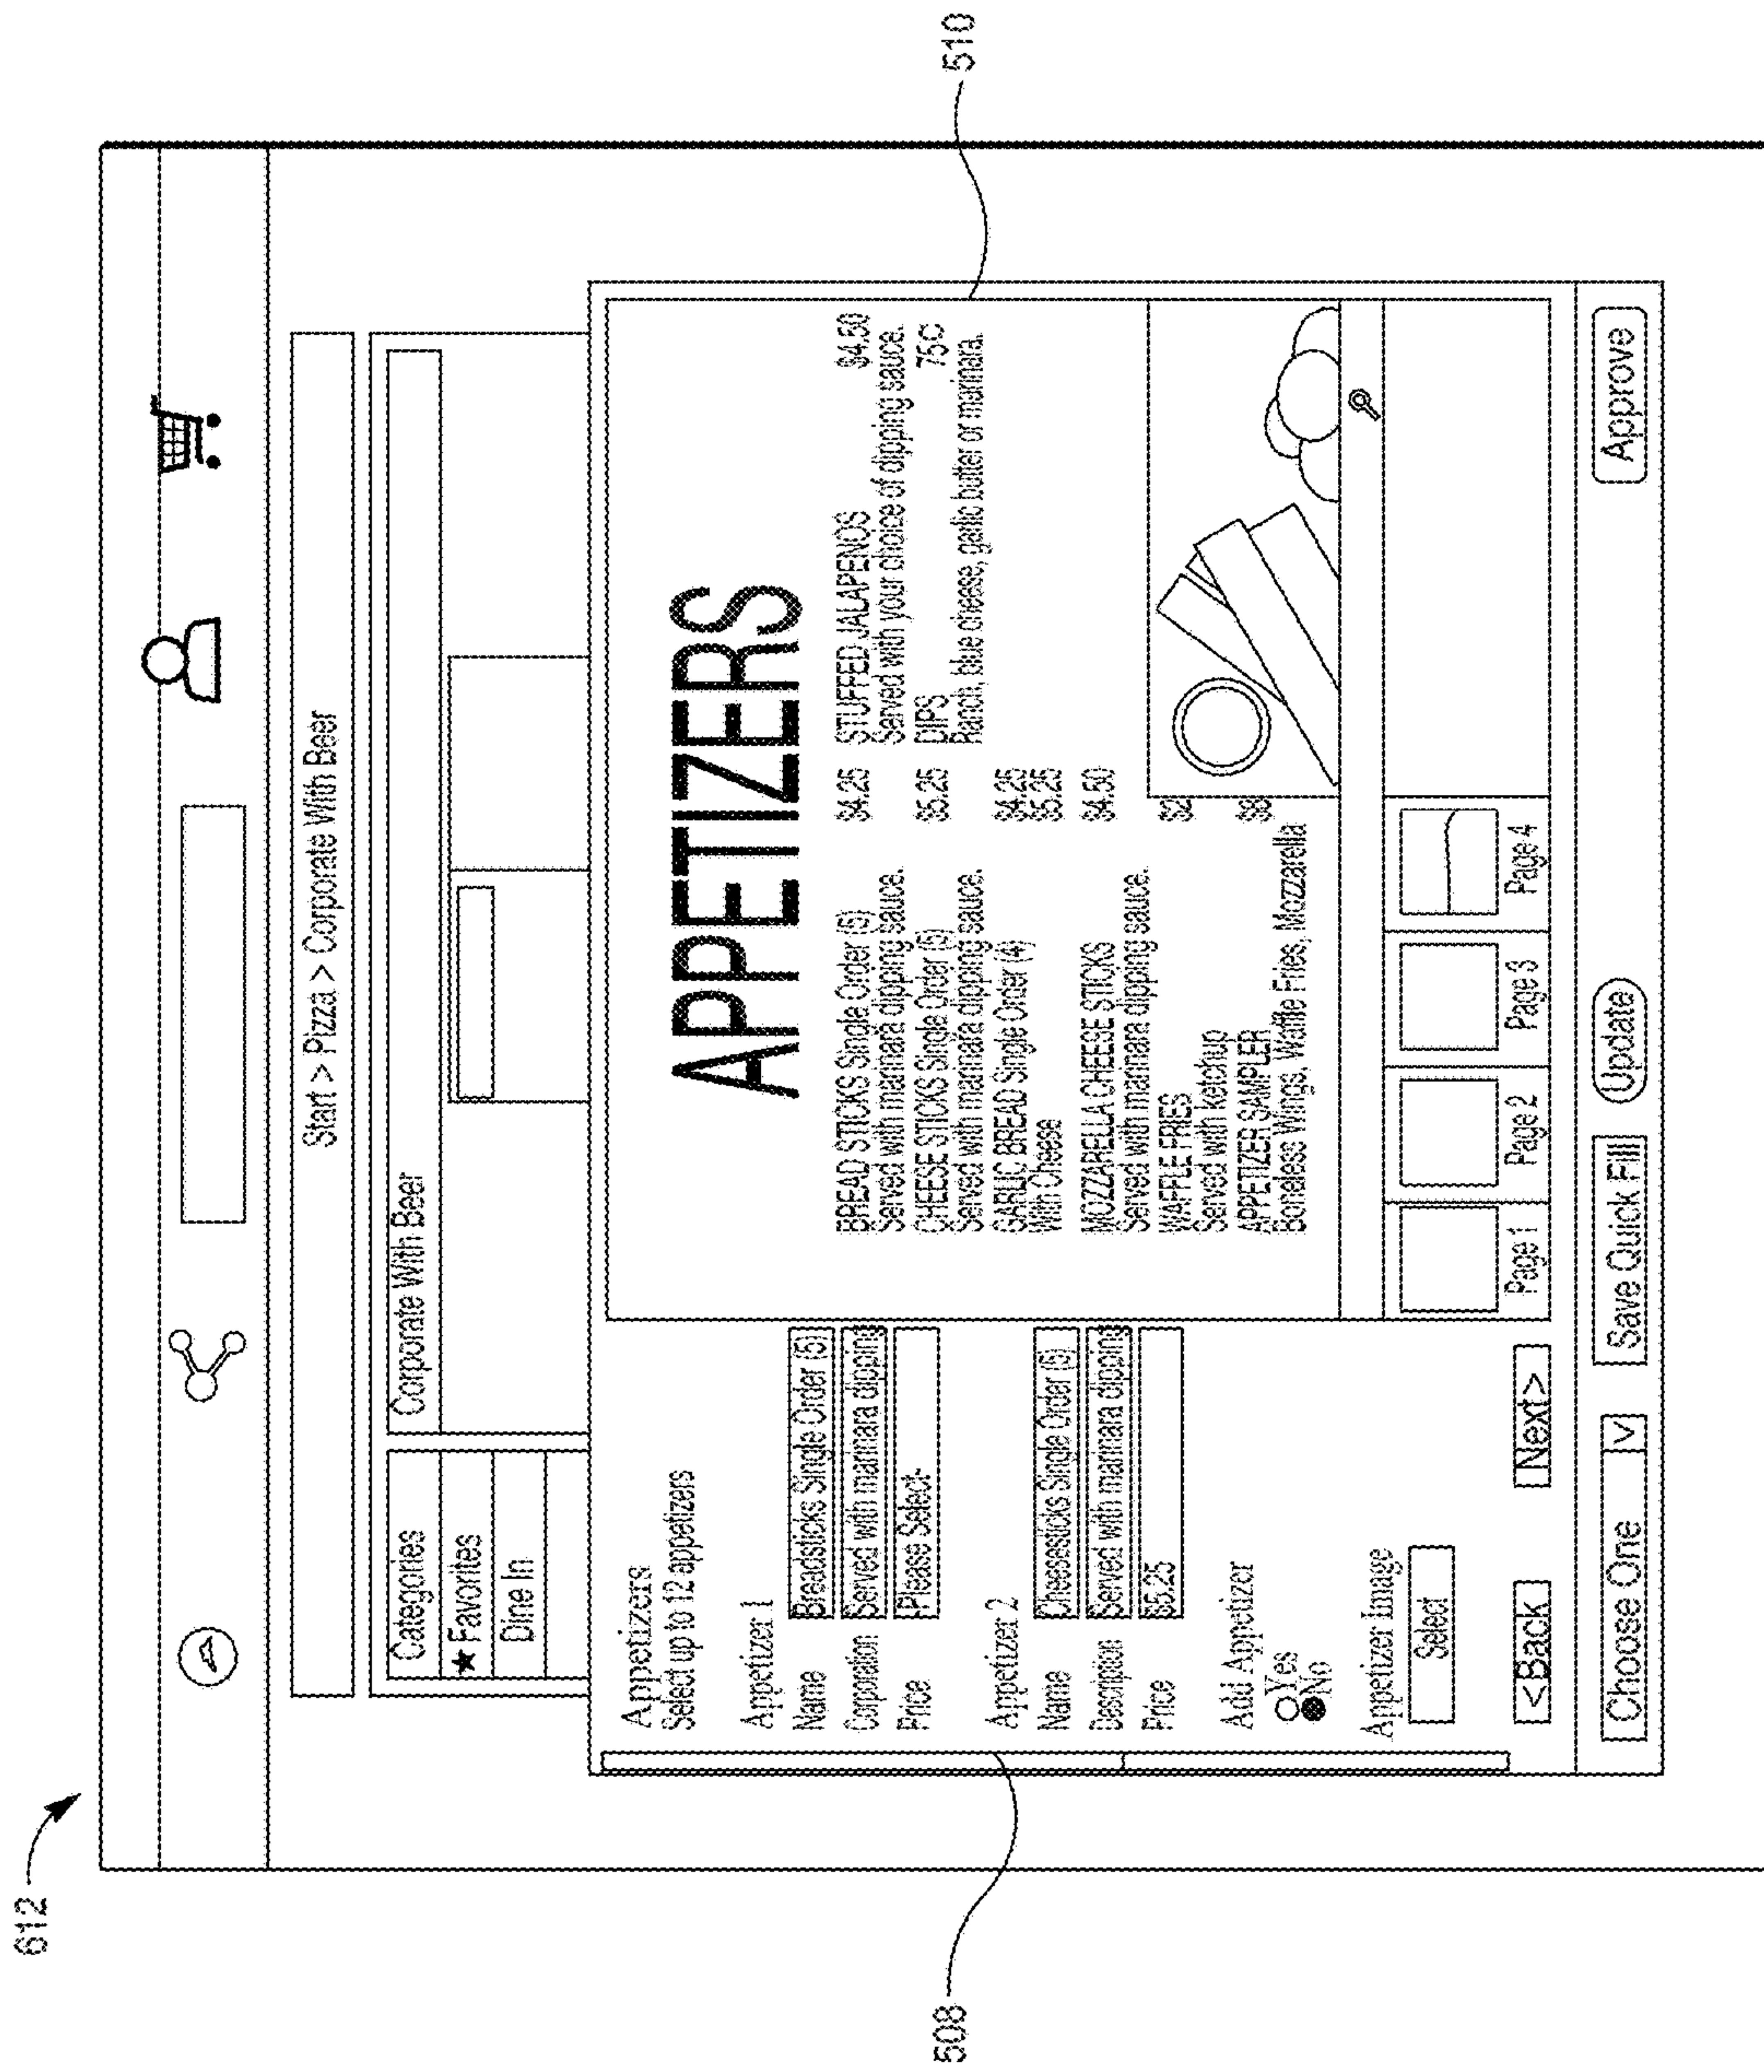 612
Start > Pizza > Corporate With Beer
Categories
★ Favorites
Dine In
Corporate With Beer
508
Appetizers
Select up to 12 appetizers
Appetizer 1
Name Breadsticks Single Order (5)
Corporation Served with marinara dipping
Price -Please Select-
Appetizer 2
Name Cheesesticks Single Order (5)
Description Served with marinara dipping
Price $5.25
Add Appetizer
Yes
No
Appetizer Image
Select
<Back Next>
510
APPETIZERS
BREAD STICKS Single Order (5) $4.25
Served with marinara dipping sauce.
CHEESE STICKS Single Order (5) $5.25
Served with marinara dipping sauce.
GARLIC BREAD Single Order (4) $4.25
With Cheese $5.25
MOZZARELLA CHEESE STICKS $4.50
Served with marinara dipping sauce.
WAFFLE FRIES $2
Served with ketchup
APPETIZER SAMPLER $8
Boneless Wings, Waffle Fries, Mozzarella
STUFFED JALAPENOS $4.50
Served with your choice of dipping sauce.
DIPS 75C
Ranch, blue cheese, garlic butter or marinara.
Page 1 Page 2 Page 3 Page 4
Choose One V Save Quick Fill Update Approve